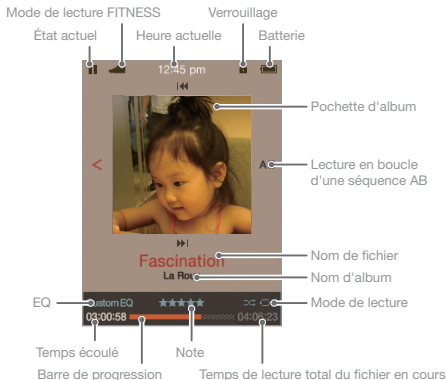 Mode de lecture FITNESS
Verrouillage
État actuel
Heure actuelle
Batterie
12:45 pm
Pochette d'album
<
A
Lecture en boucle
d'une séquence AB
Fascination
Nom de fichier
La Rou
Nom d'album
EQ
ustom EQ
Mode de lecture
03:00:58
04:06:23
Temps écoulé
Note
Barre de progression
Temps de lecture total du fichier en cours